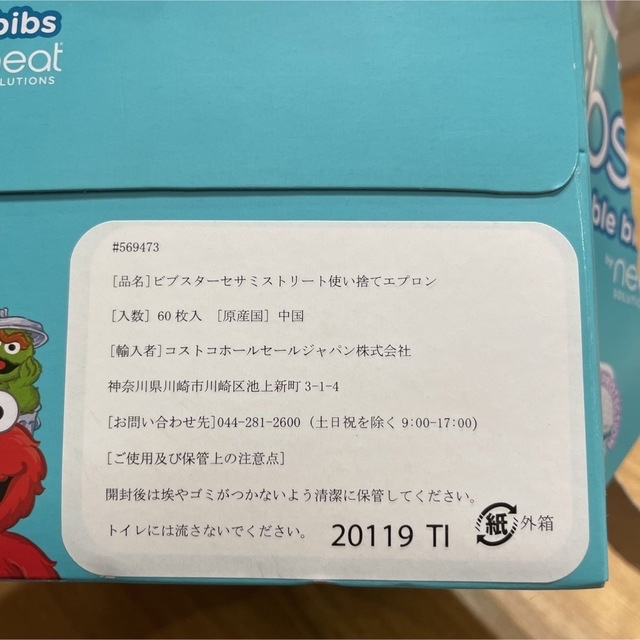 bibs
neat
SOLUTIONS
#569473
[品名]ビブスターセサミストリート使い捨てエプロン
[入数] 60枚入 [原産国] 中国
[輸入者]コストコホールセールジャパン株式会社
神奈川県川崎市川崎区池上新町 3-1-4
[お問い合わせ先]044-281-2600 (土日祝を除く 9:00-17:00)
[ご使用及び保管上の注意点]
開封後は埃やゴミがつかないよう清潔に保管してください。
トイレには流さないでください。 20119 TI 紙 外箱